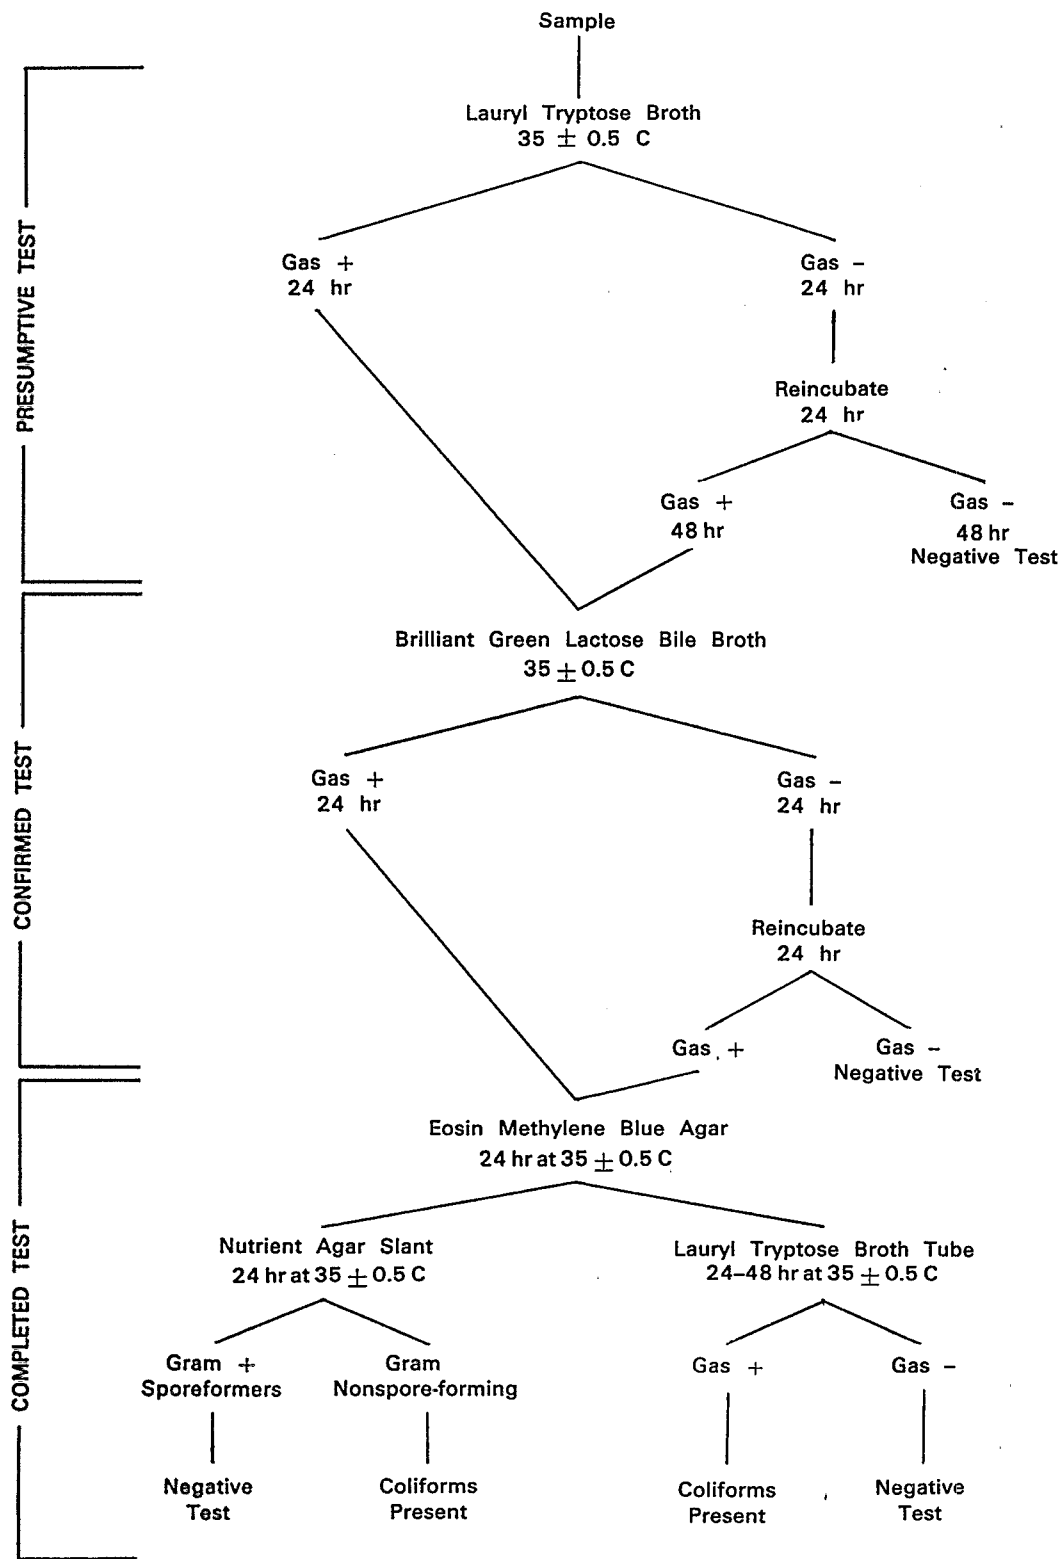 Sample
Lauryl Tryptose Broth
35 ± 0.5 C
PRESUMPTIVE TEST
Gas +
24 hr
Gas −
24 hr
Reincubate
24 hr
Gas +
48 hr
Gas −
48 hr
Negative Test
Brilliant Green Lactose Bile Broth
35 ± 0.5 C
CONFIRMED TEST
Gas +
24 hr
Gas −
24 hr
Reincubate
24 hr
Gas +
Gas −
Negative Test
Eosin Methylene Blue Agar
24 hr at 35 ± 0.5 C
COMPLETED TEST
Nutrient Agar Slant
24 hr at 35 ± 0.5 C
Lauryl Tryptose Broth Tube
24–48 hr at 35 ± 0.5 C
Gram +
Sporeformers
Gram
Nonspore-forming
Gas +
Gas −
Negative
Test
Coliforms
Present
Coliforms
Present
Negative
Test